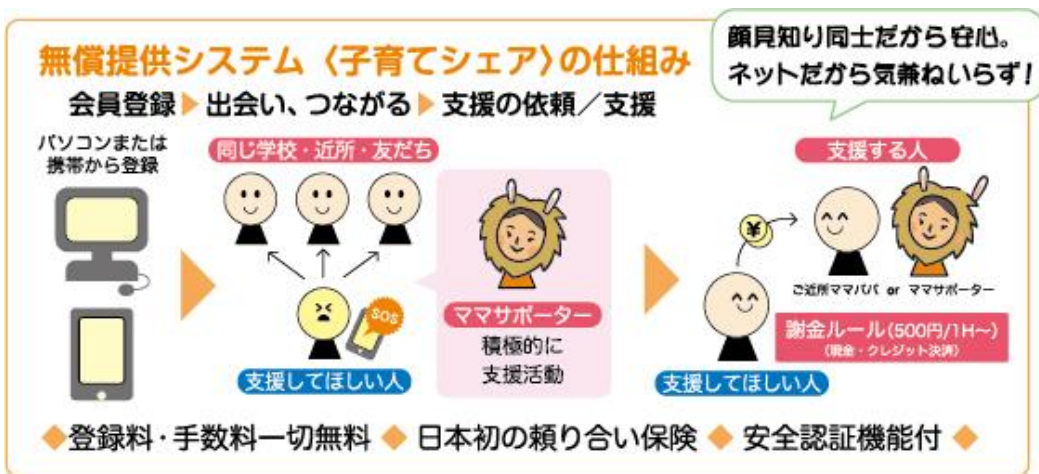 無償提供システム〈子育てシェア〉の仕組み
顔見知り同士だから安心。
ネットだから気兼ねいらず!
会員登録▶出会い、つながる▶支援の依頼/支援
パソコンまたは
携帯から登録
同じ学校・近所・友だち
SOS
支援してほしい人
ママサポーター
積極的に
支援活動
支援する人
¥
ご近所ママパパ or ママサポーター
謝金ルール(500円/1H~)
(現金・クレジット決済)
支援してほしい人
◆登録料・手数料一切無料◆日本初の頼り合い保険◆安全認証機能付◆